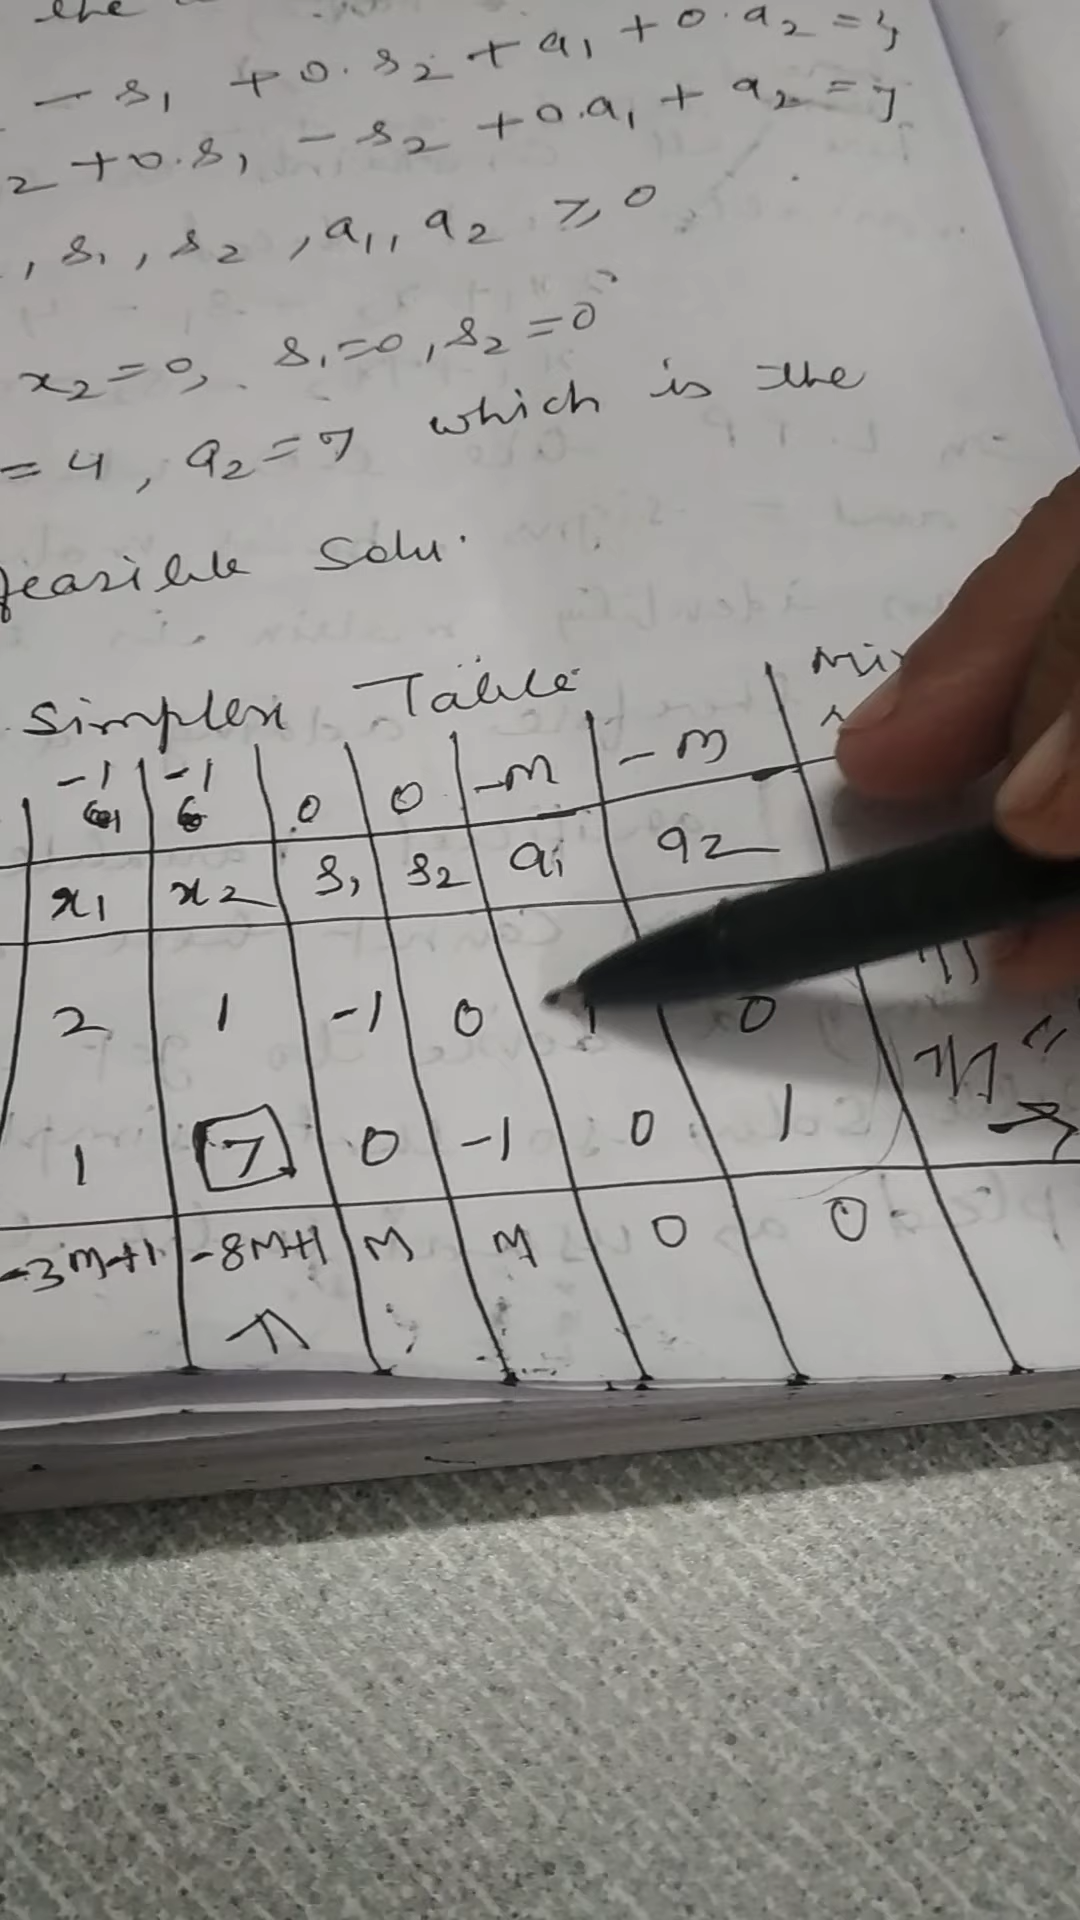 the
- s₁ + 0.s₂ + a₁ + 0.a₂ = 4
₂ + 0.s₁ - s₂ + 0.a₁ + a₂ = 7
, s₁, s₂, a₁, a₂ ≥ 0
x₂ = 0, s₁ = 0, s₂ = 0
= 4, a₂ = 7 which is the
feasible Solu.
Simplex Table
-1 -1 0 0 -M -M
x₁ x₂ s₁ s₂ a₁ a₂
2 1 -1 0 1 0
1 7 0 -1 0 1 7/7
-3M+1 -8M+1 M M 0 0